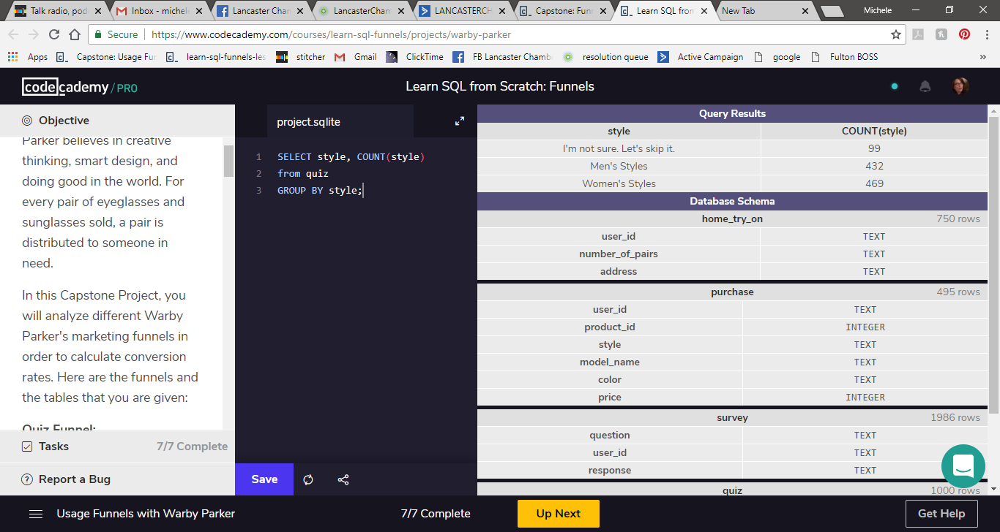 Talk radio, pod
Inbox - michele
Lancaster Chan
LancasterCham
LANCASTERCH
Capstone: Funn
Learn SQL from
New Tab
Michele
Secure
https://www.codecademy.com/courses/learn-sql-funnels/projects/warby-parker
Apps
Capstone: Usage Fun
learn-sql-funnels-les
stitcher
Gmail
ClickTime
FB Lancaster Chamb
resolution queue
Active Campaign
google
Fulton BOSS
»
codecademy / PRO
Learn SQL from Scratch: Funnels
Objective
Parker believes in creative
thinking, smart design, and
doing good in the world. For
every pair of eyeglasses and
sunglasses sold, a pair is
distributed to someone in
need.
In this Capstone Project, you
will analyze different Warby
Parker's marketing funnels in
order to calculate conversion
rates. Here are the funnels and
the tables that you are given:
Quiz Funnel:
Tasks 7/7 Complete
Report a Bug
project.sqlite
1 SELECT style, COUNT(style)
2 from quiz
3 GROUP BY style;
Save
Query Results
style COUNT(style)
I'm not sure. Let's skip it. 99
Men's Styles 432
Women's Styles 469
Database Schema
home_try_on 750 rows
user_id TEXT
number_of_pairs TEXT
address TEXT
purchase 495 rows
user_id TEXT
product_id INTEGER
style TEXT
model_name TEXT
color TEXT
price INTEGER
survey 1986 rows
question TEXT
user_id TEXT
response TEXT
quiz 1000 rows
Usage Funnels with Warby Parker
7/7 Complete
Up Next
Get Help